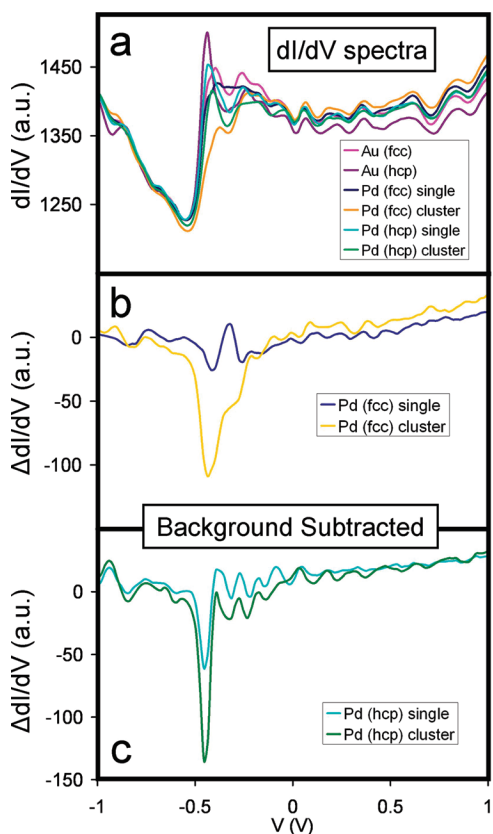 a
dI/dV spectra
1450
1350
1250
dI/dV (a.u.)
Au (fcc)
Au (hcp)
Pd (fcc) single
Pd (fcc) cluster
Pd (hcp) single
Pd (hcp) cluster
b
0
-50
-100
ΔdI/dV (a.u.)
Pd (fcc) single
Pd (fcc) cluster
Background Subtracted
0
-50
-100
-150
ΔdI/dV (a.u.)
Pd (hcp) single
Pd (hcp) cluster
c
-1 -0.5 0 0.5 1
V (V)